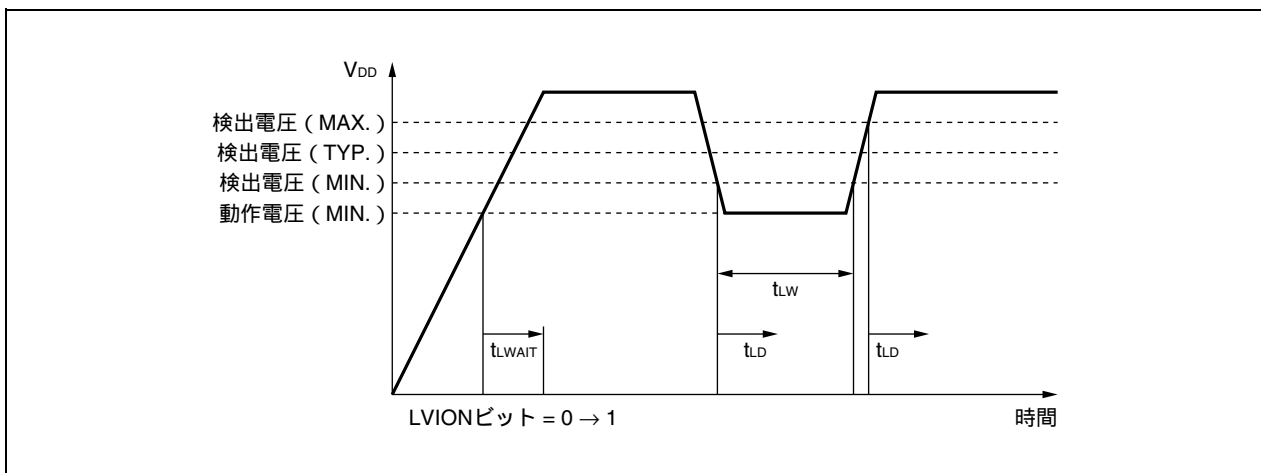 VDD
検出電圧（MAX.）
検出電圧（TYP.）
検出電圧（MIN.）
動作電圧（MIN.）
tLW
tLWAIT
tLD
tLD
LVIONビット = 0 → 1
時間